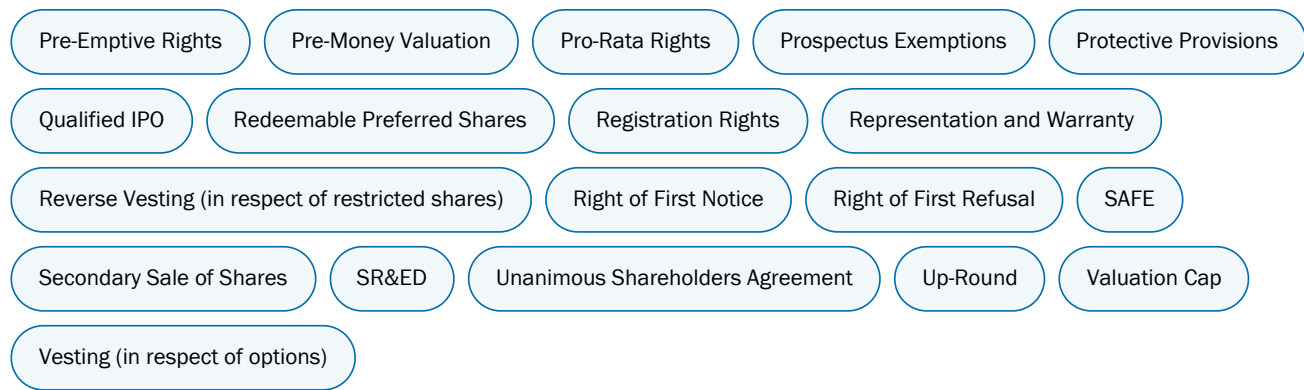 Pre-Emptive Rights Pre-Money Valuation Pro-Rata Rights Prospectus Exemptions Protective Provisions
Qualified IPO Redeemable Preferred Shares Registration Rights Representation and Warranty
Reverse Vesting (in respect of restricted shares) Right of First Notice Right of First Refusal SAFE
Secondary Sale of Shares SR&ED Unanimous Shareholders Agreement Up-Round Valuation Cap
Vesting (in respect of options)